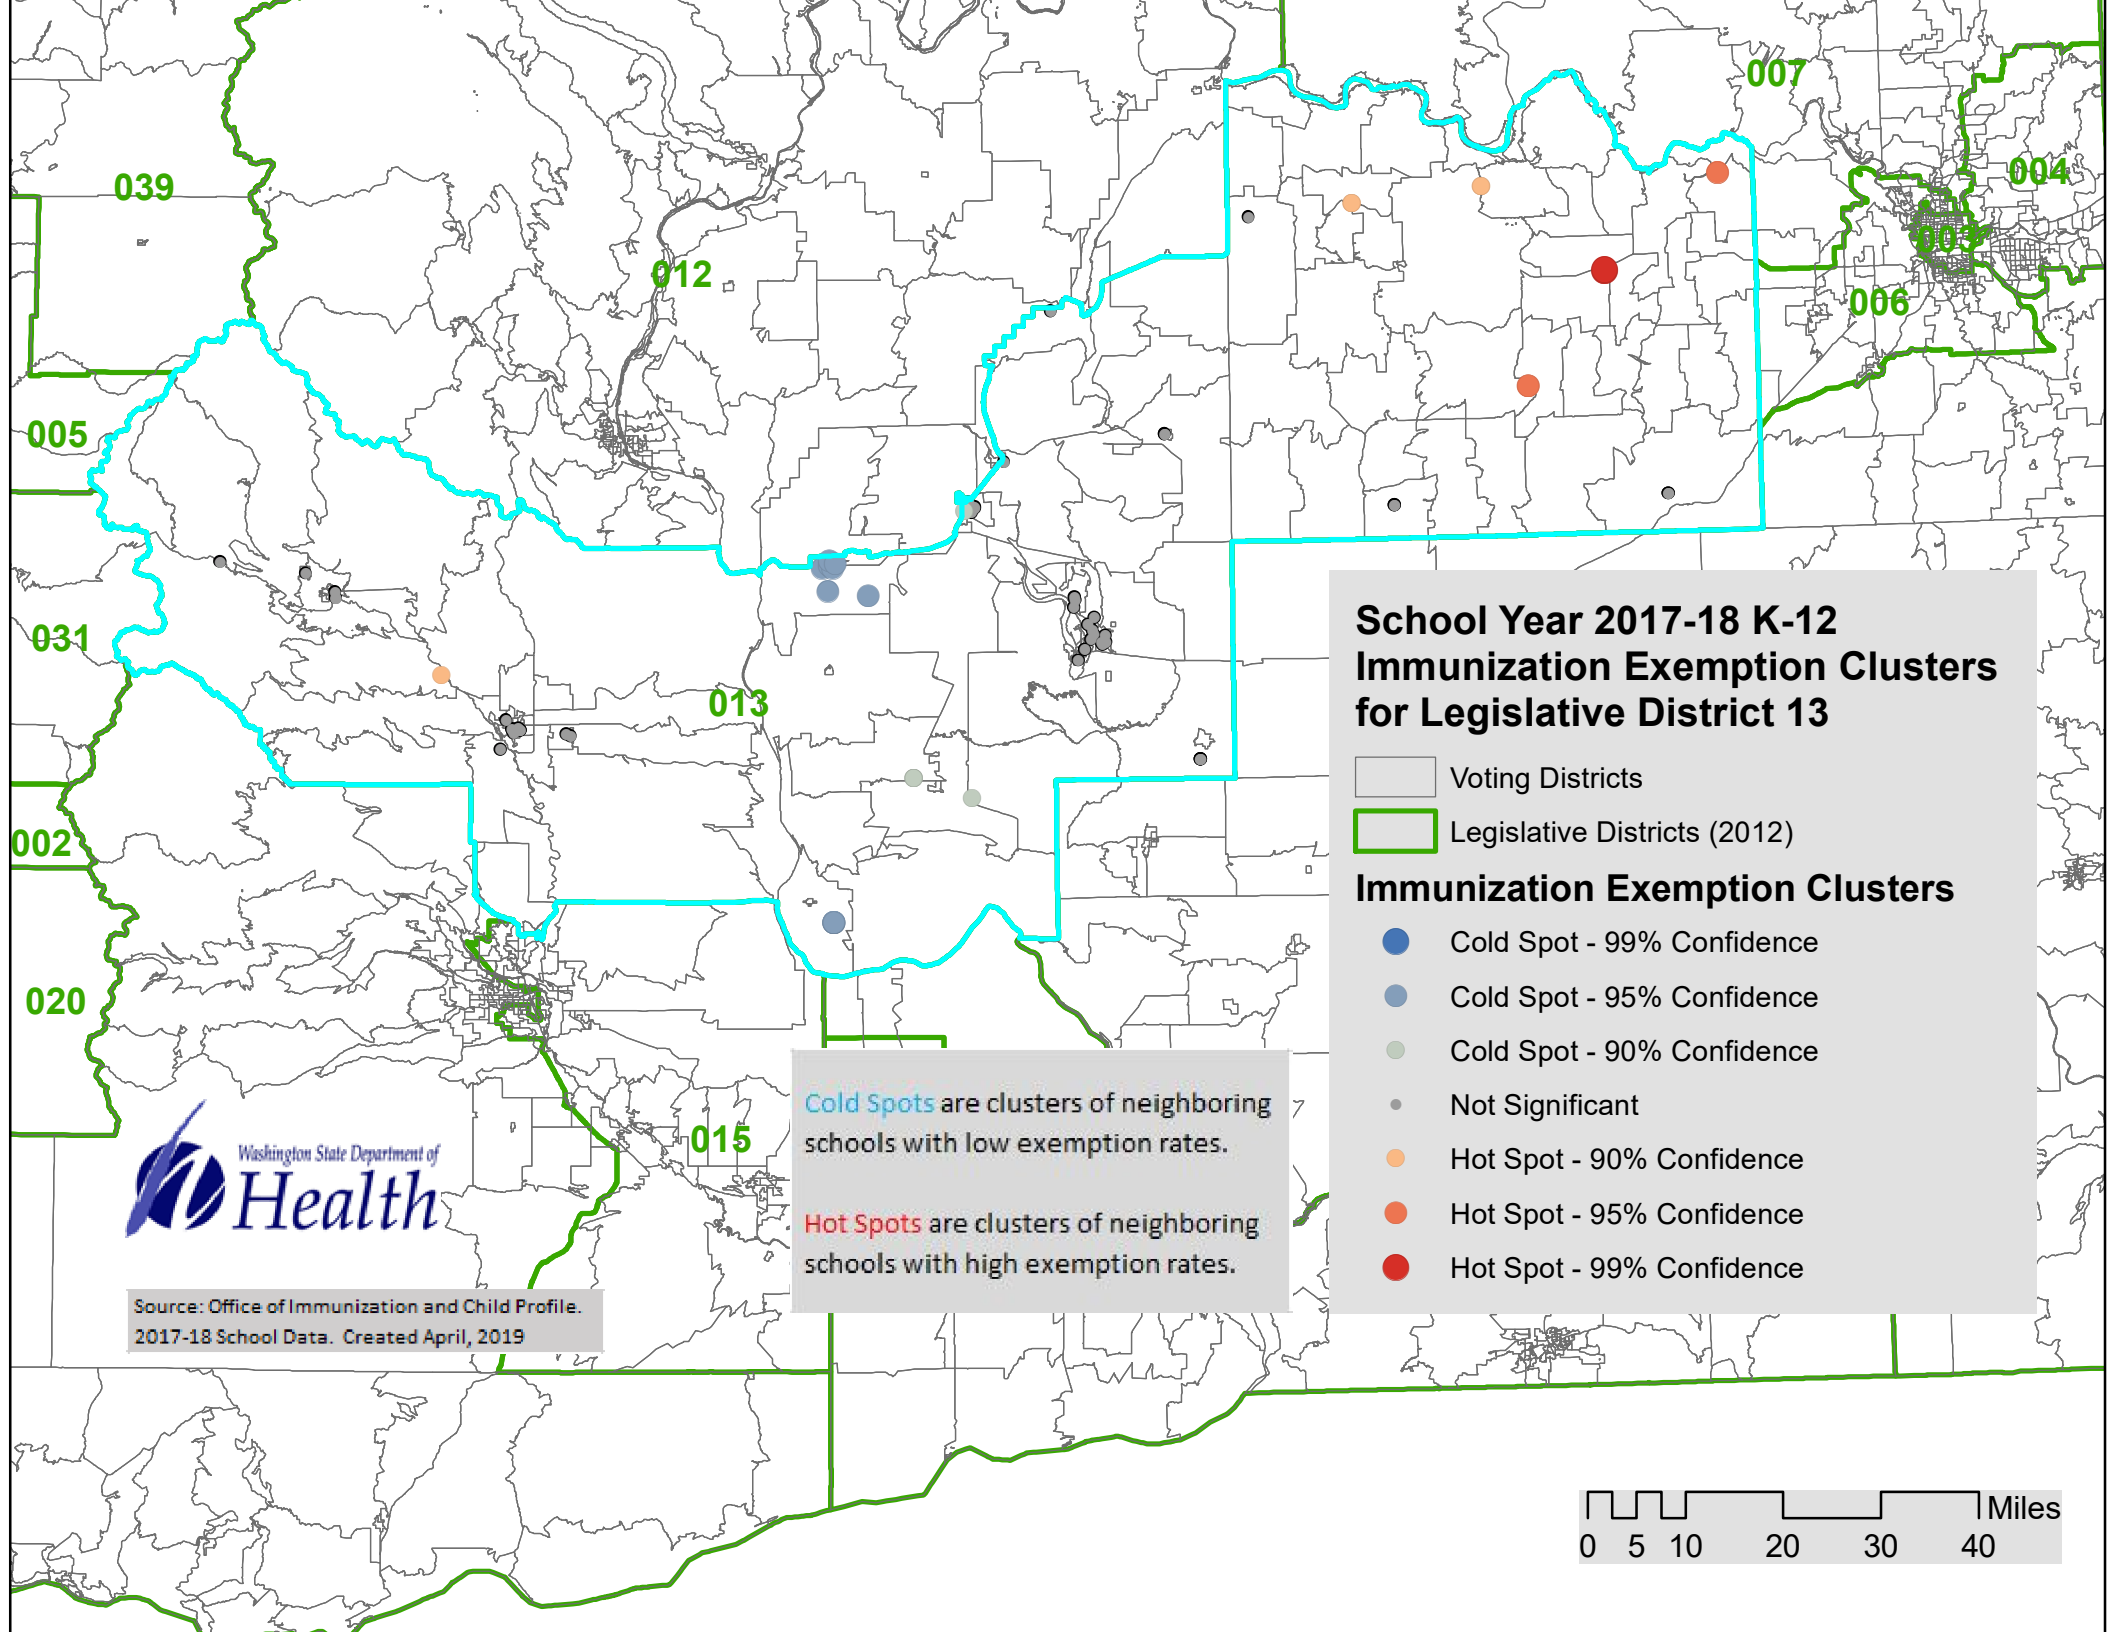 007
039
004
003
012
006
005
031
013
002
020
015
School Year 2017-18 K-12
Immunization Exemption Clusters
for Legislative District 13
Voting Districts
Legislative Districts (2012)
Immunization Exemption Clusters
Cold Spot - 99% Confidence
Cold Spot - 95% Confidence
Cold Spot - 90% Confidence
Not Significant
Hot Spot - 90% Confidence
Hot Spot - 95% Confidence
Hot Spot - 99% Confidence
Cold Spots are clusters of neighboring
schools with low exemption rates.
Hot Spots are clusters of neighboring
schools with high exemption rates.
Washington State Department of
Health
Source: Office of Immunization and Child Profile.
2017-18 School Data. Created April, 2019
Miles
0 5 10 20 30 40